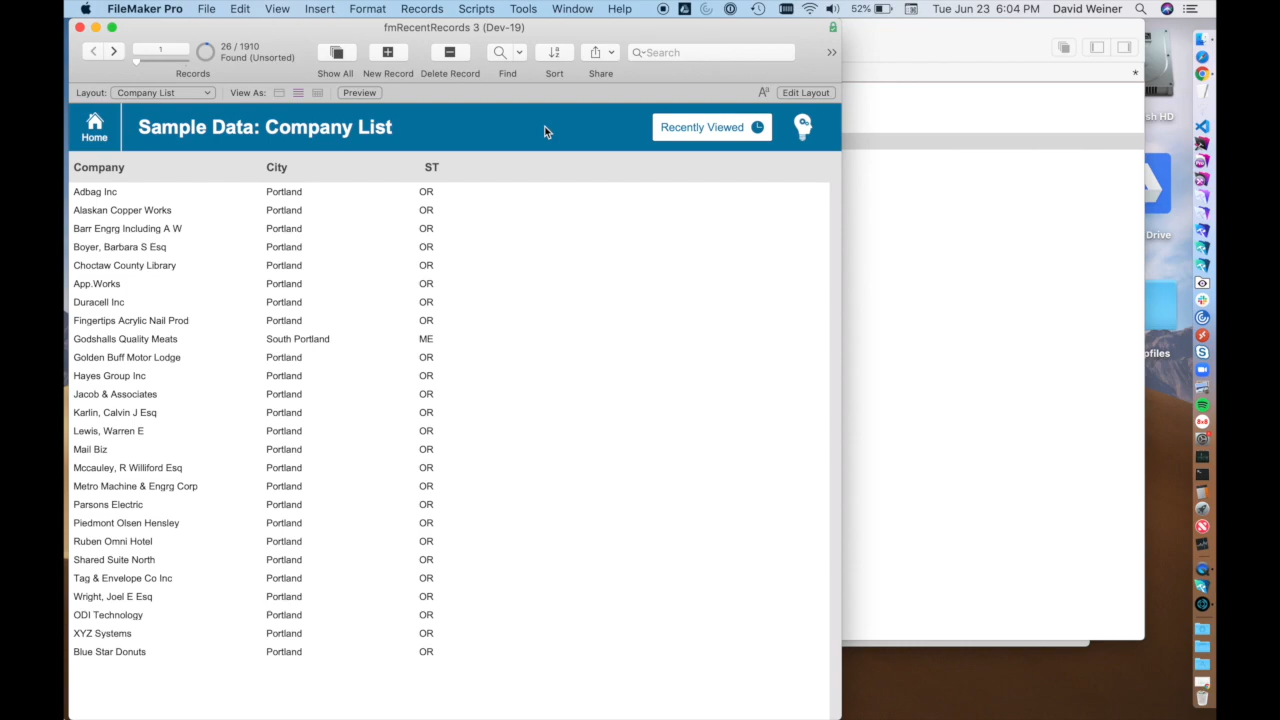 FileMaker Pro File Edit View Insert Format Records Scripts Tools Window Help 52% Tue Jun 23 6:04 PM David Weiner
fmRecentRecords 3 (Dev-19)
1
26 / 1910
Found (Unsorted)
Search
Records Show All New Record Delete Record Find Sort Share
Layout: Company List View As: Preview Aa Edit Layout
Home
Sample Data: Company List
Recently Viewed
Company City ST
Adbag Inc Portland OR
Alaskan Copper Works Portland OR
Barr Engrg Including A W Portland OR
Boyer, Barbara S Esq Portland OR
Choctaw County Library Portland OR
App.Works Portland OR
Duracell Inc Portland OR
Fingertips Acrylic Nail Prod Portland OR
Godshalls Quality Meats South Portland ME
Golden Buff Motor Lodge Portland OR
Hayes Group Inc Portland OR
Jacob & Associates Portland OR
Karlin, Calvin J Esq Portland OR
Lewis, Warren E Portland OR
Mail Biz Portland OR
Mccauley, R Williford Esq Portland OR
Metro Machine & Engrg Corp Portland OR
Parsons Electric Portland OR
Piedmont Olsen Hensley Portland OR
Ruben Omni Hotel Portland OR
Shared Suite North Portland OR
Tag & Envelope Co Inc Portland OR
Wright, Joel E Esq Portland OR
ODI Technology Portland OR
XYZ Systems Portland OR
Blue Star Donuts Portland OR
*
sh HD
Drive
ofiles
8x8